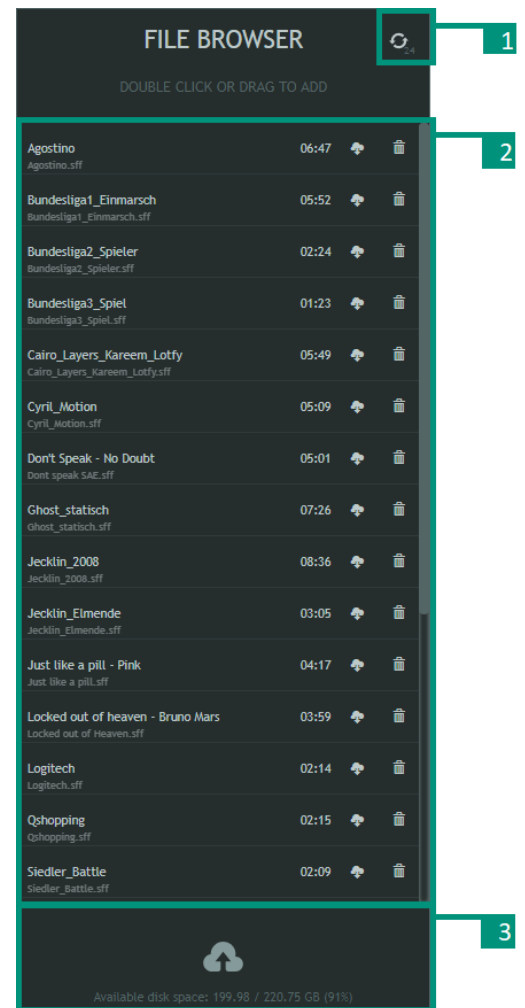 FILE BROWSER
24
1
DOUBLE CLICK OR DRAG TO ADD
2
Agostino 06:47
Agostino.sff
Bundesliga1_Einmarsch 05:52
Bundesliga1_Einmarsch.sff
Bundesliga2_Spieler 02:24
Bundesliga2_Spieler.sff
Bundesliga3_Spiel 01:23
Bundesliga3_Spiel.sff
Cairo_Layers_Kareem_Lotfy 05:49
Cairo_Layers_Kareem_Lotfy.sff
Cyril_Motion 05:09
Cyril_Motion.sff
Don't Speak - No Doubt 05:01
Dont speak SAE.sff
Ghost_statisch 07:26
Ghost_statisch.sff
Jecklin_2008 08:36
Jecklin_2008.sff
Jecklin_Elmende 03:05
Jecklin_Elmende.sff
Just like a pill - Pink 04:17
Just like a pill.sff
Locked out of heaven - Bruno Mars 03:59
Locked out of Heaven.sff
Logitech 02:14
Logitech.sff
Qshopping 02:15
Qshopping.sff
Siedler_Battle 02:09
Siedler_Battle.sff
3
Available disk space: 199.98 / 220.75 GB (91%)